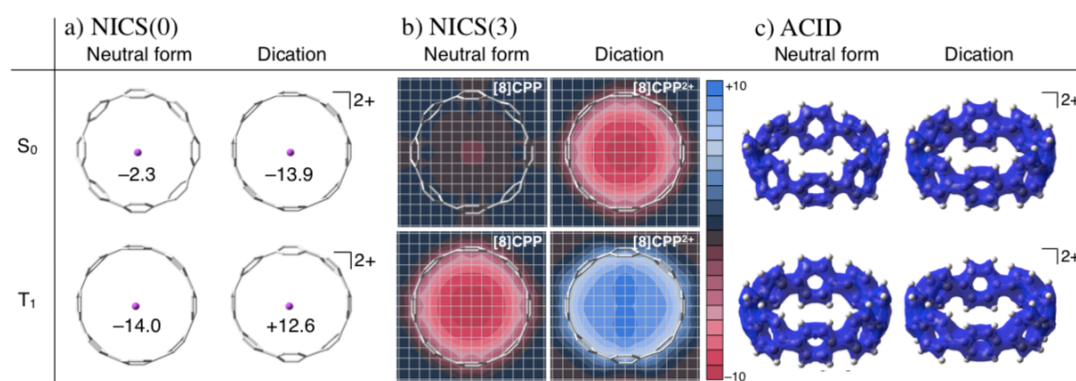 a) NICS(0) b) NICS(3) c) ACID
Neutral form Dication Neutral form Dication Neutral form Dication
S0
−2.3
−13.9
]2+
[8]CPP
[8]CPP2+
+10
]2+
T1
−14.0
+12.6
]2+
[8]CPP
[8]CPP2+
−10
]2+